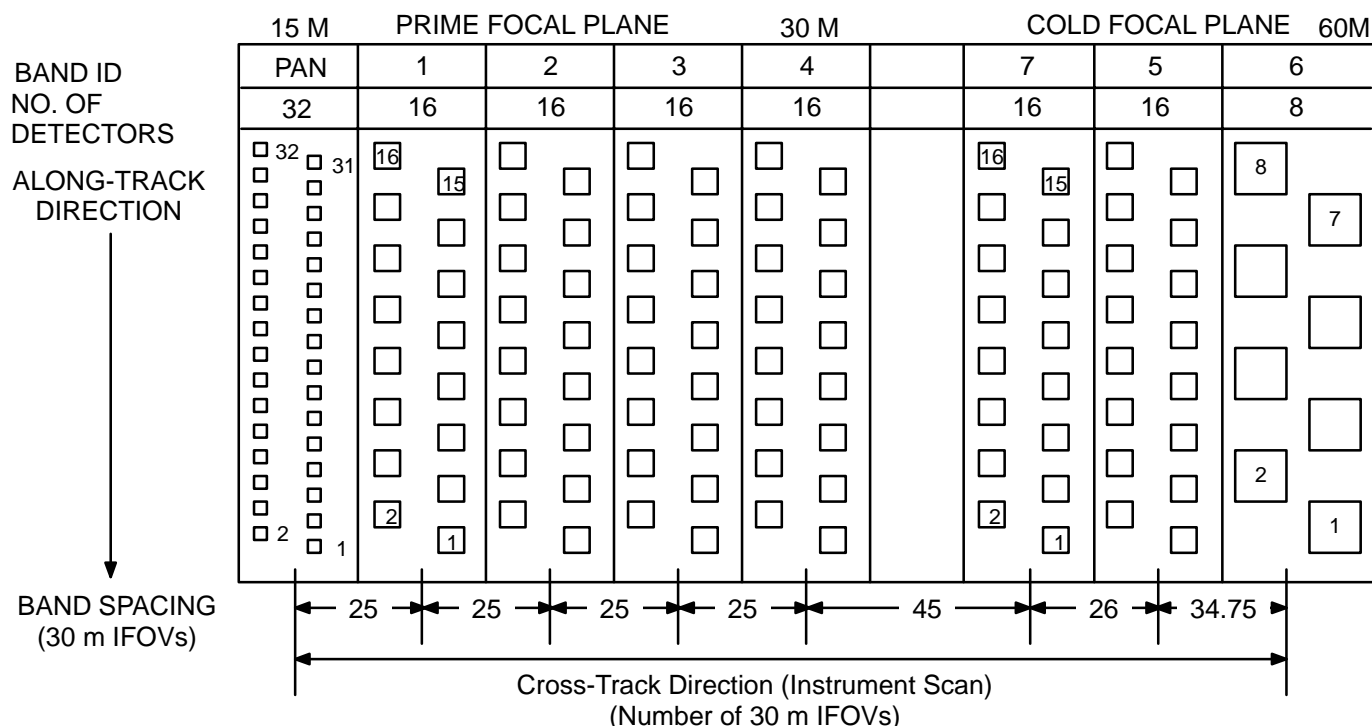 15 M PRIME FOCAL PLANE 30 M COLD FOCAL PLANE 60M
BAND ID PAN 1 2 3 4 7 5 6
NO. OF
DETECTORS 32 16 16 16 16 16 16 8
ALONG-TRACK
DIRECTION
32 31 16 15 16 15 8 7
2 1 2 1 2 1 2 1
BAND SPACING
(30 m IFOVs)
25 25 25 25 45 26 34.75
Cross-Track Direction (Instrument Scan)
(Number of 30 m IFOVs)